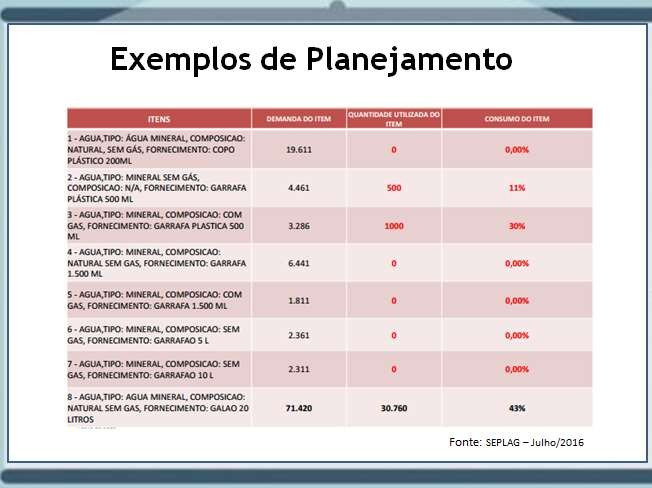 Exemplos de Planejamento
ITENS DEMANDA DO ITEM QUANTIDADE UTILIZADA DO ITEM CONSUMO DO ITEM
1 - AGUA,TIPO: ÁGUA MINERAL, COMPOSICAO:
NATURAL, SEM GÁS, FORNECIMENTO: COPO
PLÁSTICO 200ML
19.611 0 0,00%
2 - AGUA,TIPO: MINERAL SEM GÁS,
COMPOSICAO: N/A, FORNECIMENTO: GARRAFA
PLÁSTICA 500 ML
4.461 500 11%
3 - AGUA,TIPO: MINERAL, COMPOSICAO: COM
GAS, FORNECIMENTO: GARRAFA PLASTICA 500
ML
3.286 1000 30%
4 - AGUA,TIPO: MINERAL, COMPOSICAO:
NATURAL SEM GAS, FORNECIMENTO: GARRAFA
1.500 ML
6.441 0 0,00%
5 - AGUA,TIPO: MINERAL, COMPOSICAO: COM
GAS, FORNECIMENTO: GARRAFA 1.500 ML
1.811 0 0,00%
6 - AGUA,TIPO: MINERAL, COMPOSICAO: SEM
GAS, FORNECIMENTO: GARRAFAO 5 L
2.361 0 0,00%
7 - AGUA,TIPO: MINERAL, COMPOSICAO: SEM
GAS, FORNECIMENTO: GARRAFAO 10 L
2.311 0 0,00%
8 - AGUA,TIPO: AGUA MINERAL, COMPOSICAO:
NATURAL SEM GAS, FORNECIMENTO: GALAO 20
LITROS
71.420 30.760 43%
Fonte: SEPLAG – Julho/2016